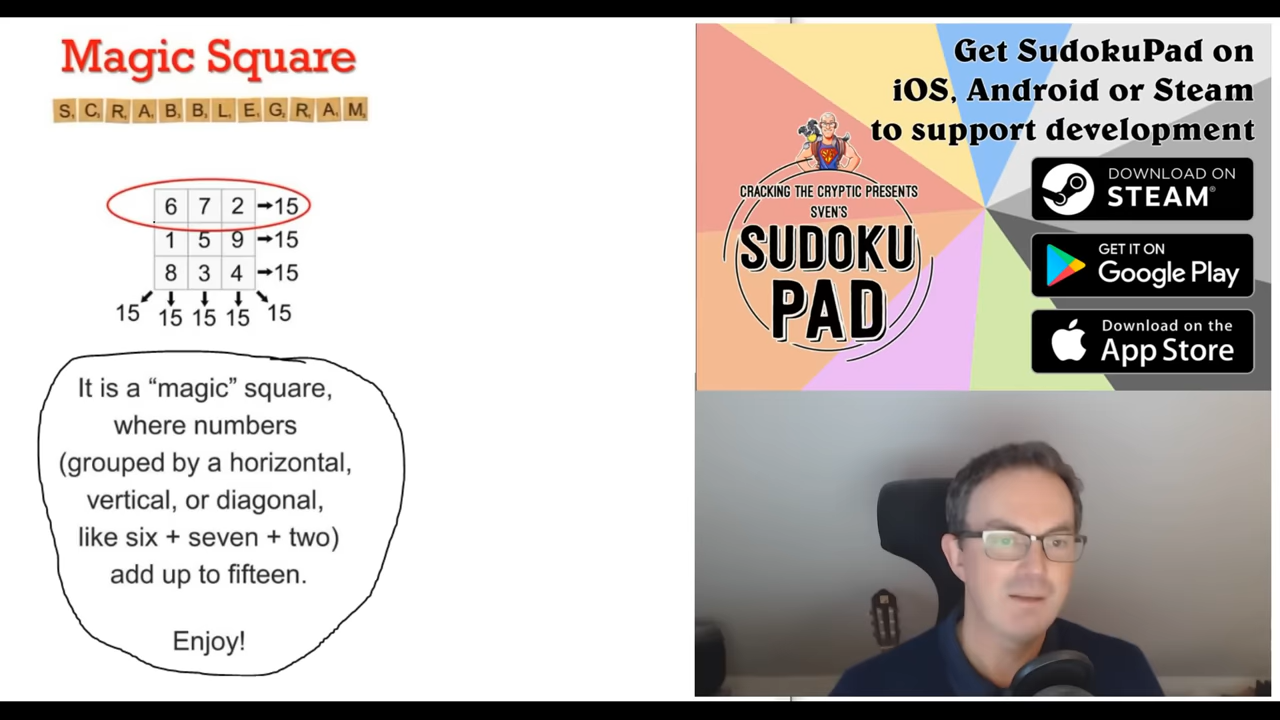 Magic Square
SCRABBLEGRAM
6 7 2 →15
1 5 9 →15
8 3 4 →15
15 15 15 15 15
It is a “magic” square,
where numbers
(grouped by a horizontal,
vertical, or diagonal,
like six + seven + two)
add up to fifteen.
Enjoy!
Get SudokuPad on
iOS, Android or Steam
to support development
CRACKING THE CRYPTIC PRESENTS
SVEN'S
SUDOKU
PAD
DOWNLOAD ON
STEAM®
GET IT ON
Google Play
Download on the
App Store